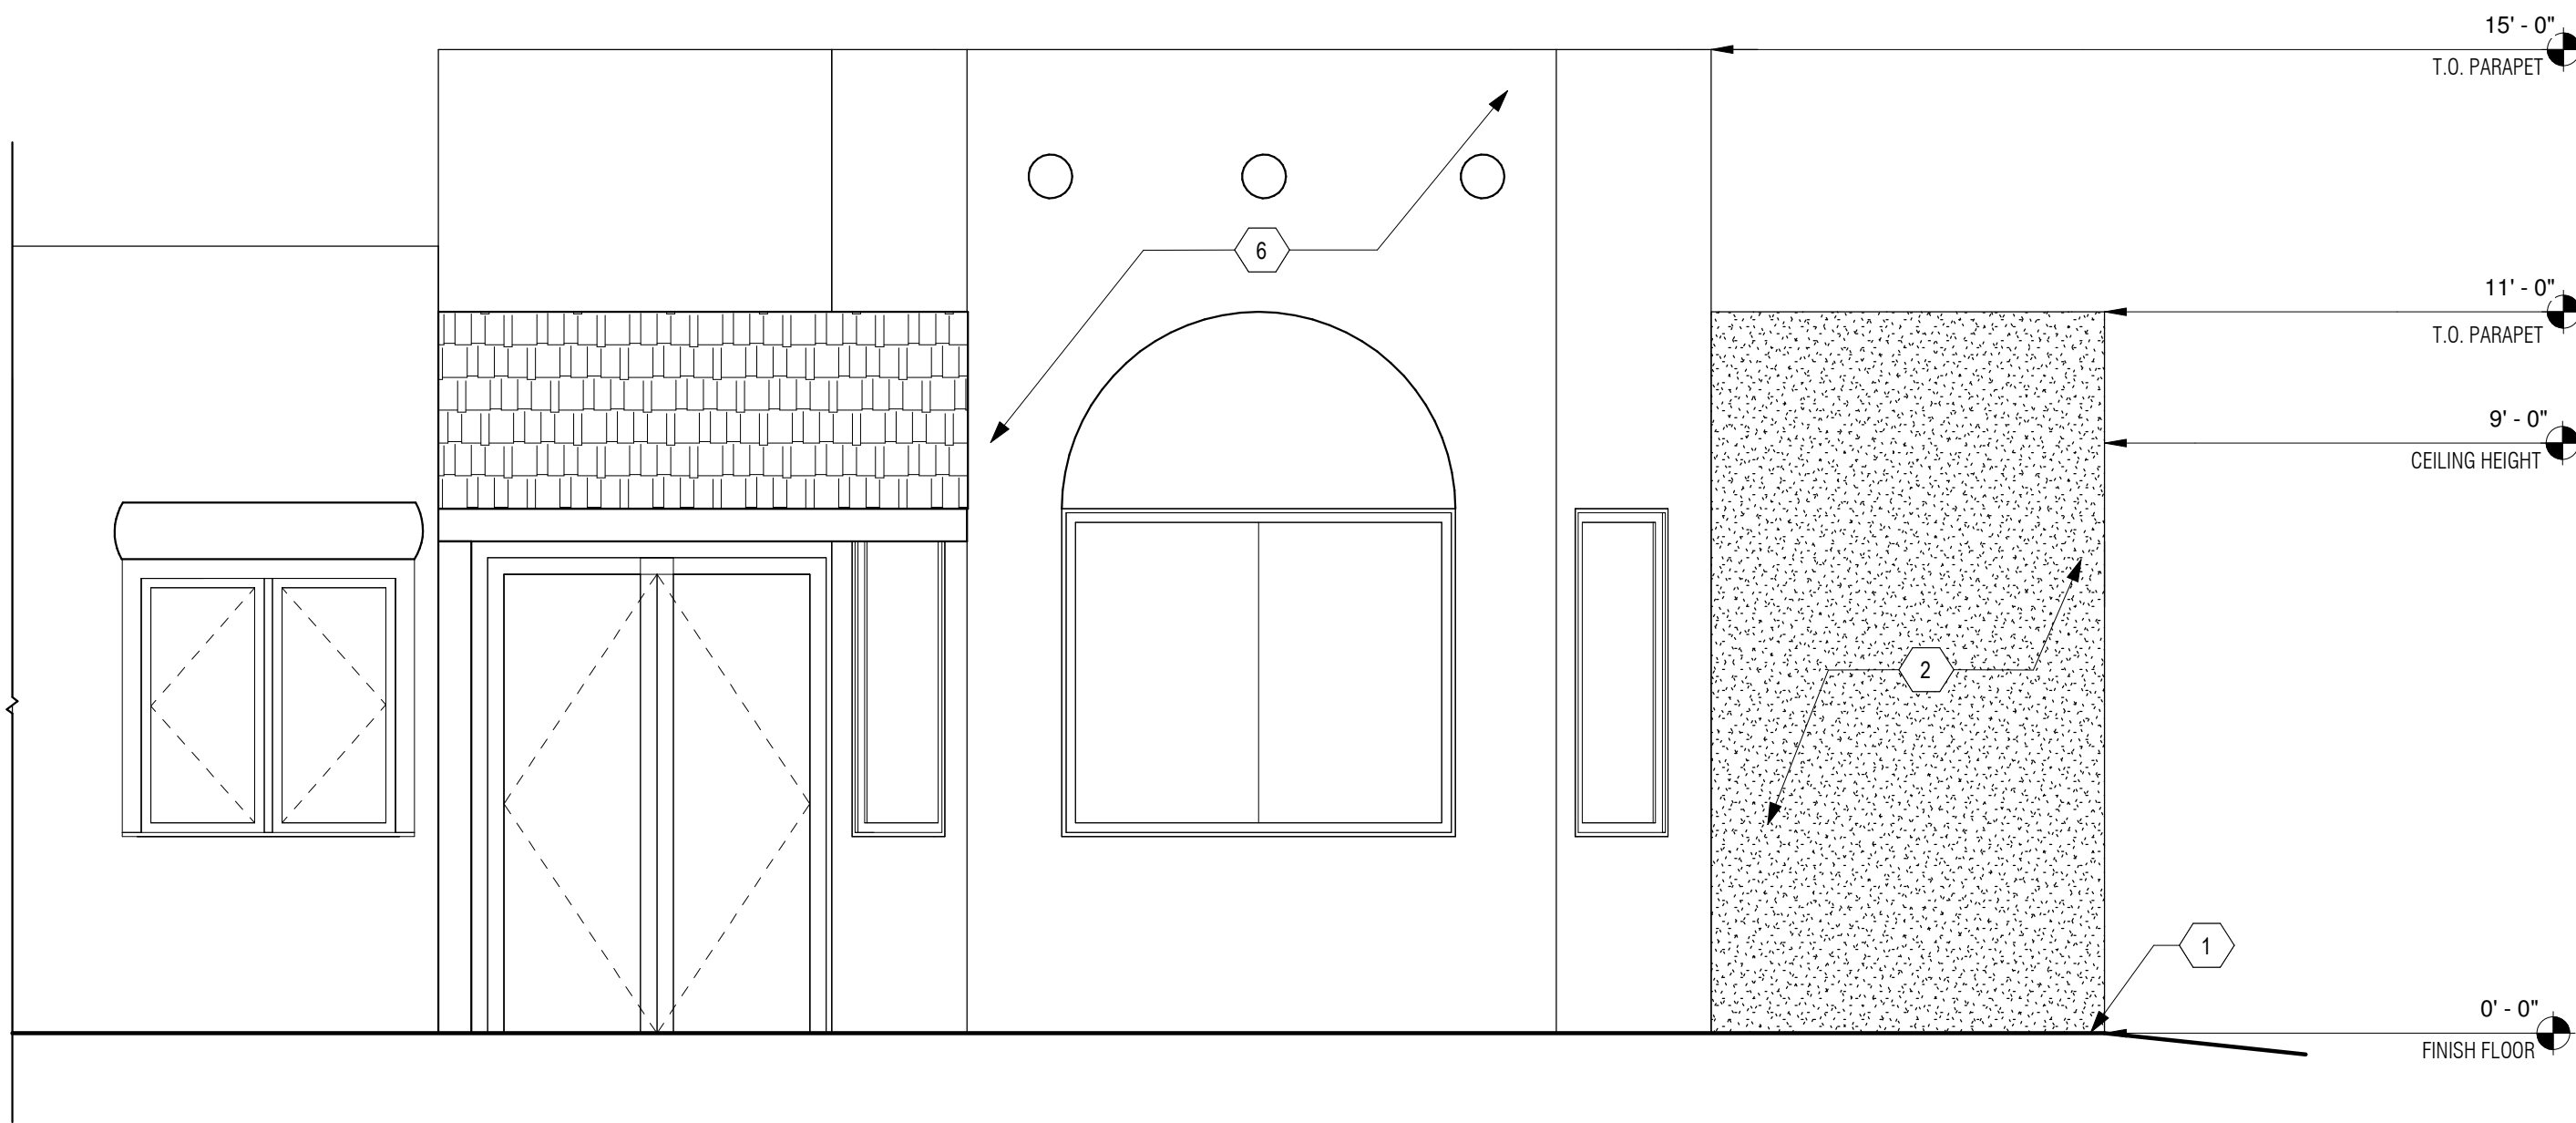 15' - 0"
T.O. PARAPET
6
11' - 0"
T.O. PARAPET
9' - 0"
CEILING HEIGHT
2
1
0' - 0"
FINISH FLOOR